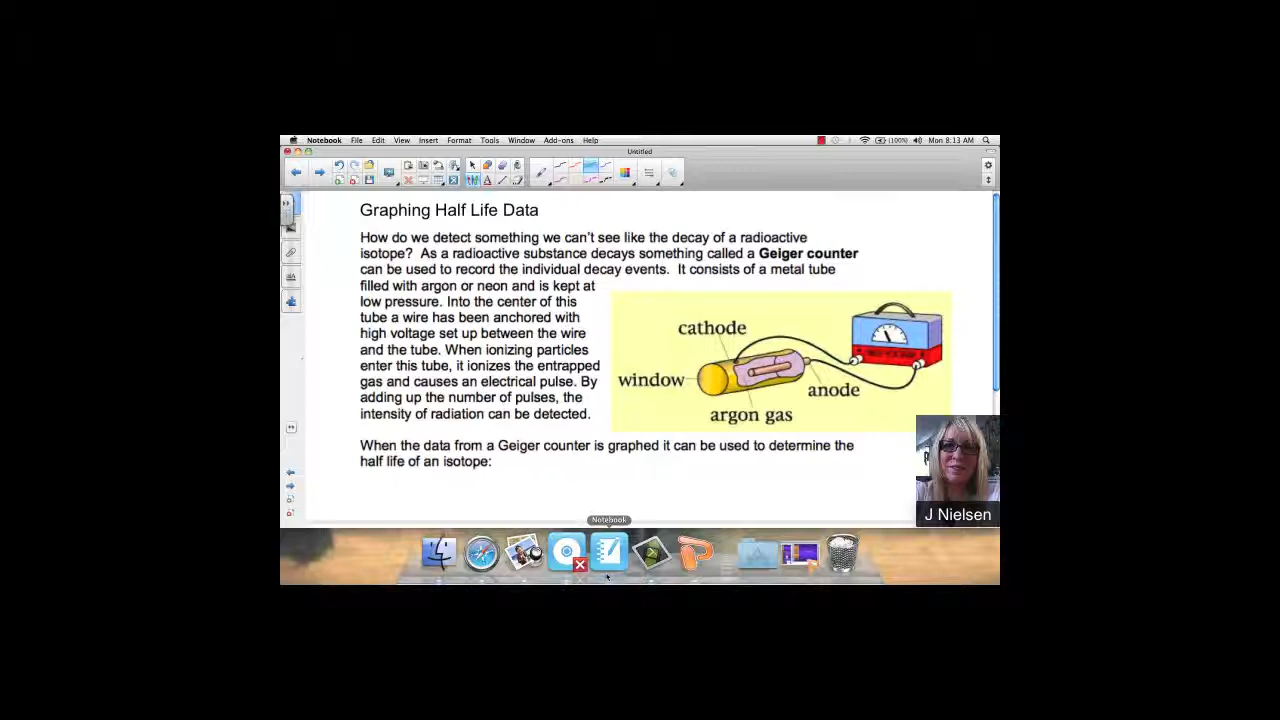 Notebook File Edit View Insert Format Tools Window Add-ons Help (100%) Mon 8:13 AM
Untitled
Graphing Half Life Data
How do we detect something we can't see like the decay of a radioactive
isotope? As a radioactive substance decays something called a Geiger counter
can be used to record the individual decay events. It consists of a metal tube
filled with argon or neon and is kept at
low pressure. Into the center of this
tube a wire has been anchored with
high voltage set up between the wire
and the tube. When ionizing particles
enter this tube, it ionizes the entrapped
gas and causes an electrical pulse. By
adding up the number of pulses, the
intensity of radiation can be detected.
cathode
window
anode
argon gas
When the data from a Geiger counter is graphed it can be used to determine the
half life of an isotope:
J Nielsen
Notebook